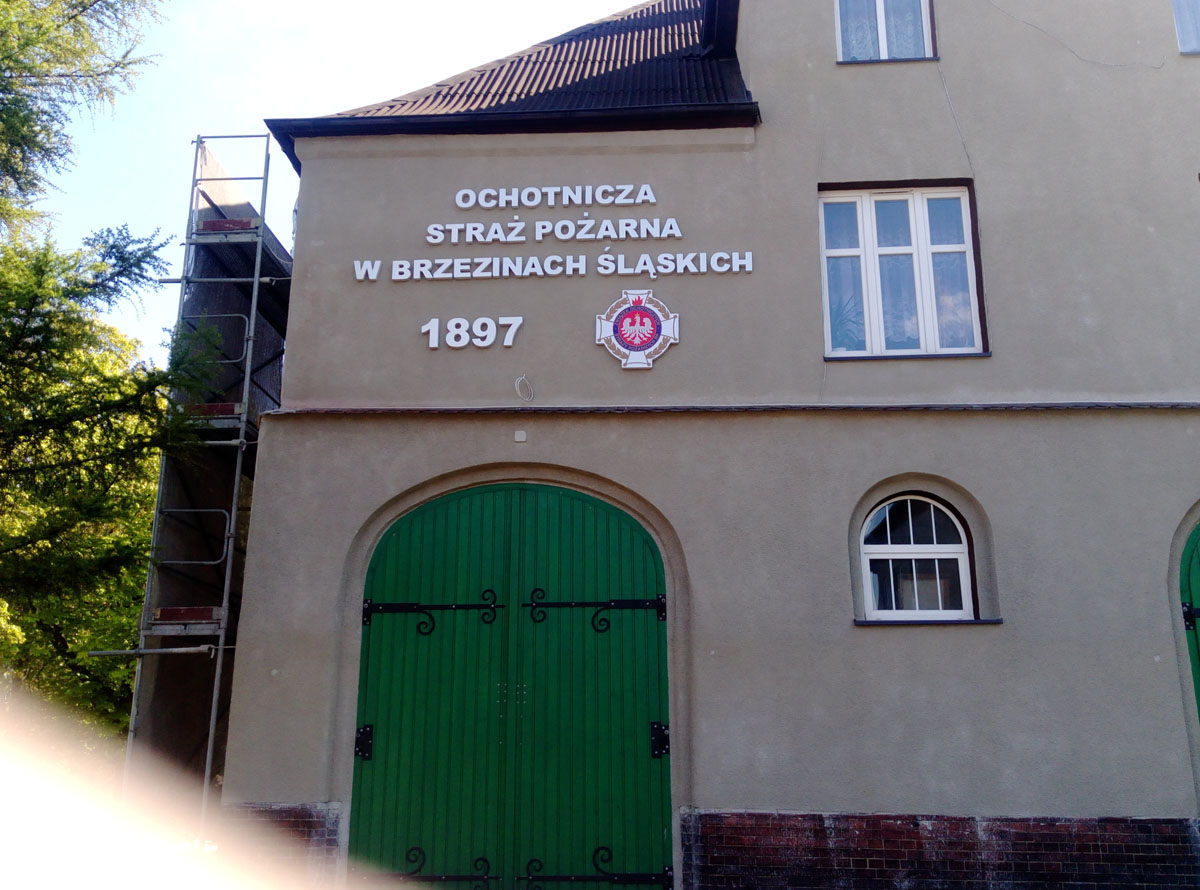 OCHOTNICZA
STRAŻ POŻARNA
W BRZEZINACH ŚLĄSKICH
1897